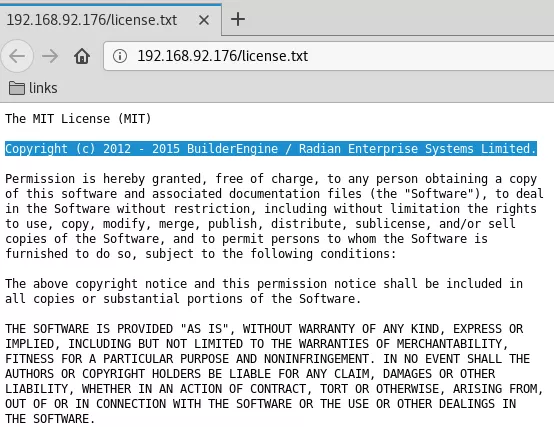 192.168.92.176/license.txt
192.168.92.176/license.txt
links
The MIT License (MIT)
Copyright (c) 2012 - 2015 BuilderEngine / Radian Enterprise Systems Limited.
Permission is hereby granted, free of charge, to any person obtaining a copy
of this software and associated documentation files (the "Software"), to deal
in the Software without restriction, including without limitation the rights
to use, copy, modify, merge, publish, distribute, sublicense, and/or sell
copies of the Software, and to permit persons to whom the Software is
furnished to do so, subject to the following conditions:
The above copyright notice and this permission notice shall be included in
all copies or substantial portions of the Software.
THE SOFTWARE IS PROVIDED "AS IS", WITHOUT WARRANTY OF ANY KIND, EXPRESS OR
IMPLIED, INCLUDING BUT NOT LIMITED TO THE WARRANTIES OF MERCHANTABILITY,
FITNESS FOR A PARTICULAR PURPOSE AND NONINFRINGEMENT. IN NO EVENT SHALL THE
AUTHORS OR COPYRIGHT HOLDERS BE LIABLE FOR ANY CLAIM, DAMAGES OR OTHER
LIABILITY, WHETHER IN AN ACTION OF CONTRACT, TORT OR OTHERWISE, ARISING FROM,
OUT OF OR IN CONNECTION WITH THE SOFTWARE OR THE USE OR OTHER DEALINGS IN
THE SOFTWARE.